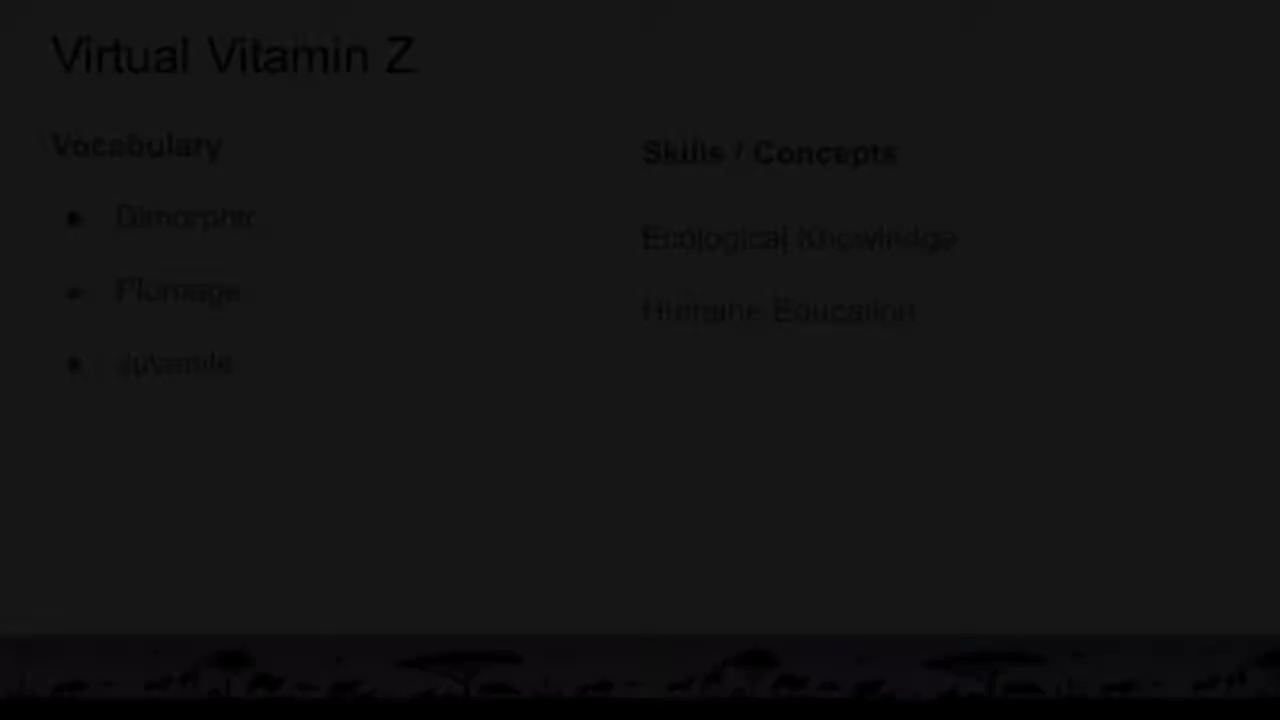 Virtual Vitamin Z
Vocabulary
Dimorphic
Plumage
Juvenile
Skills / Concepts
Ecological Knowledge
Humane Education